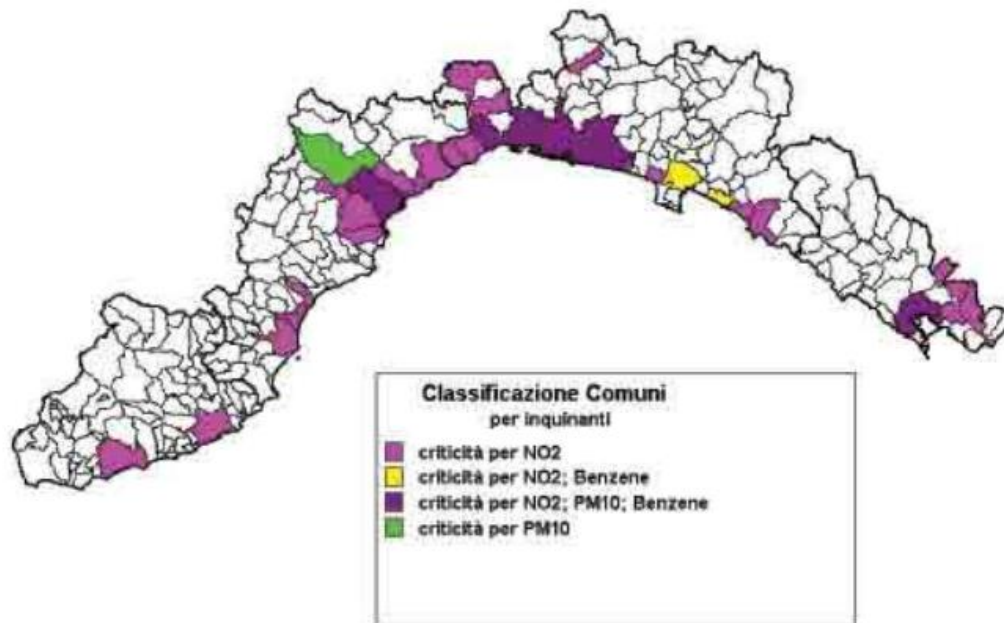 Classificazione Comuni
per inquinanti
criticità per NO2
criticità per NO2; Benzene
criticità per NO2; PM10; Benzene
criticità per PM10